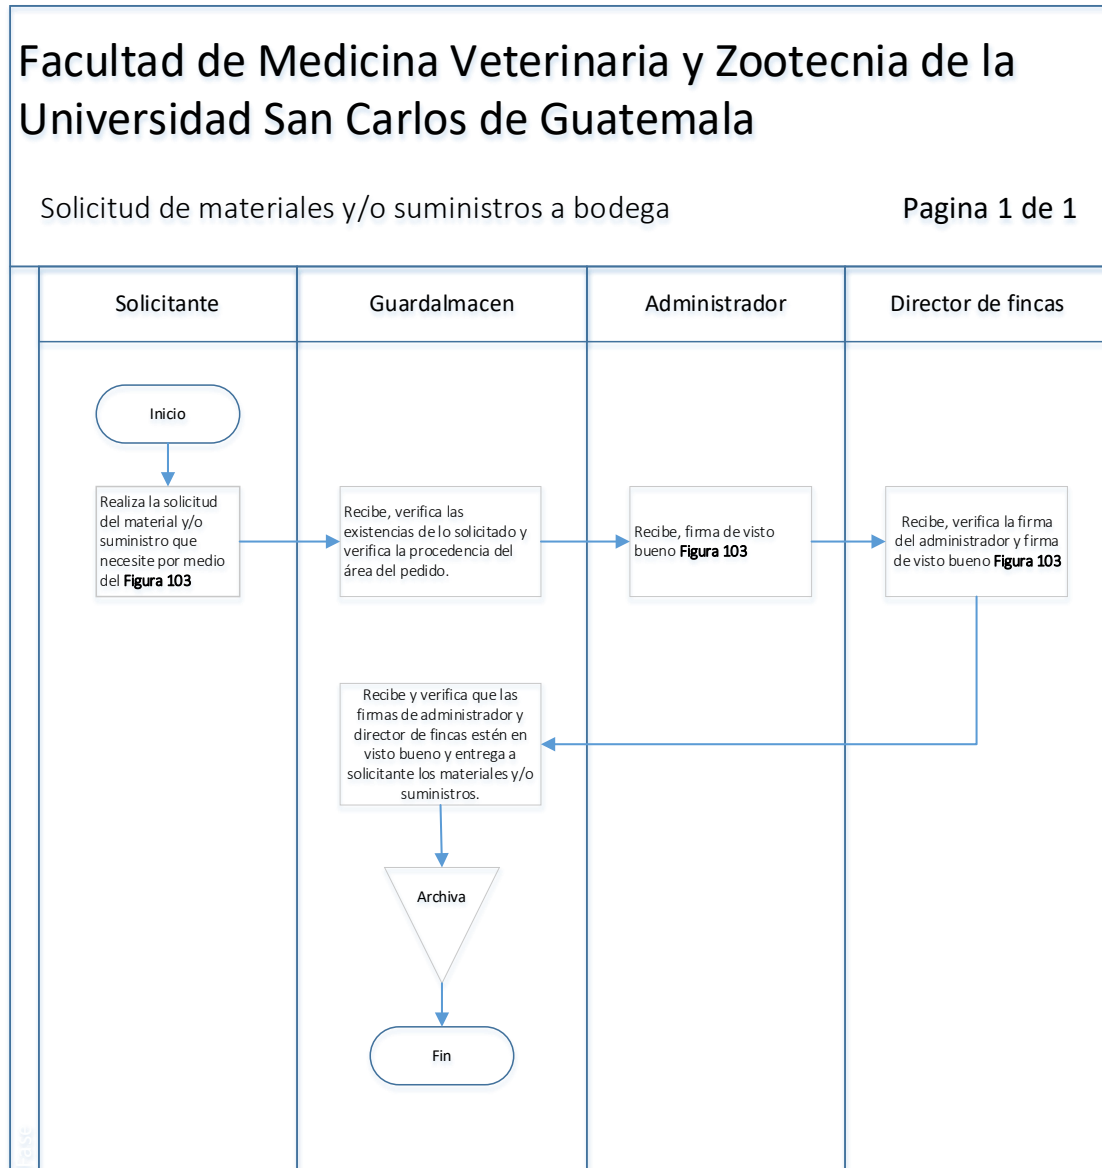 Facultad de Medicina Veterinaria y Zootecnia de la
Universidad San Carlos de Guatemala
Solicitud de materiales y/o suministros a bodega
Pagina 1 de 1
Solicitante
Guardalmacen
Administrador
Director de fincas
Inicio
Realiza la solicitud
del material y/o
suministro que
necesite por medio
del Figura 103
Recibe, verifica las
existencias de lo solicitado y
verifica la procedencia del
área del pedido.
Recibe, firma de visto
bueno Figura 103
Recibe, verifica la firma
del administrador y firma
de visto bueno Figura 103
Recibe y verifica que las
firmas de administrador y
director de fincas estén en
visto bueno y entrega a
solicitante los materiales y/o
suministros.
Archiva
Fin
Fase